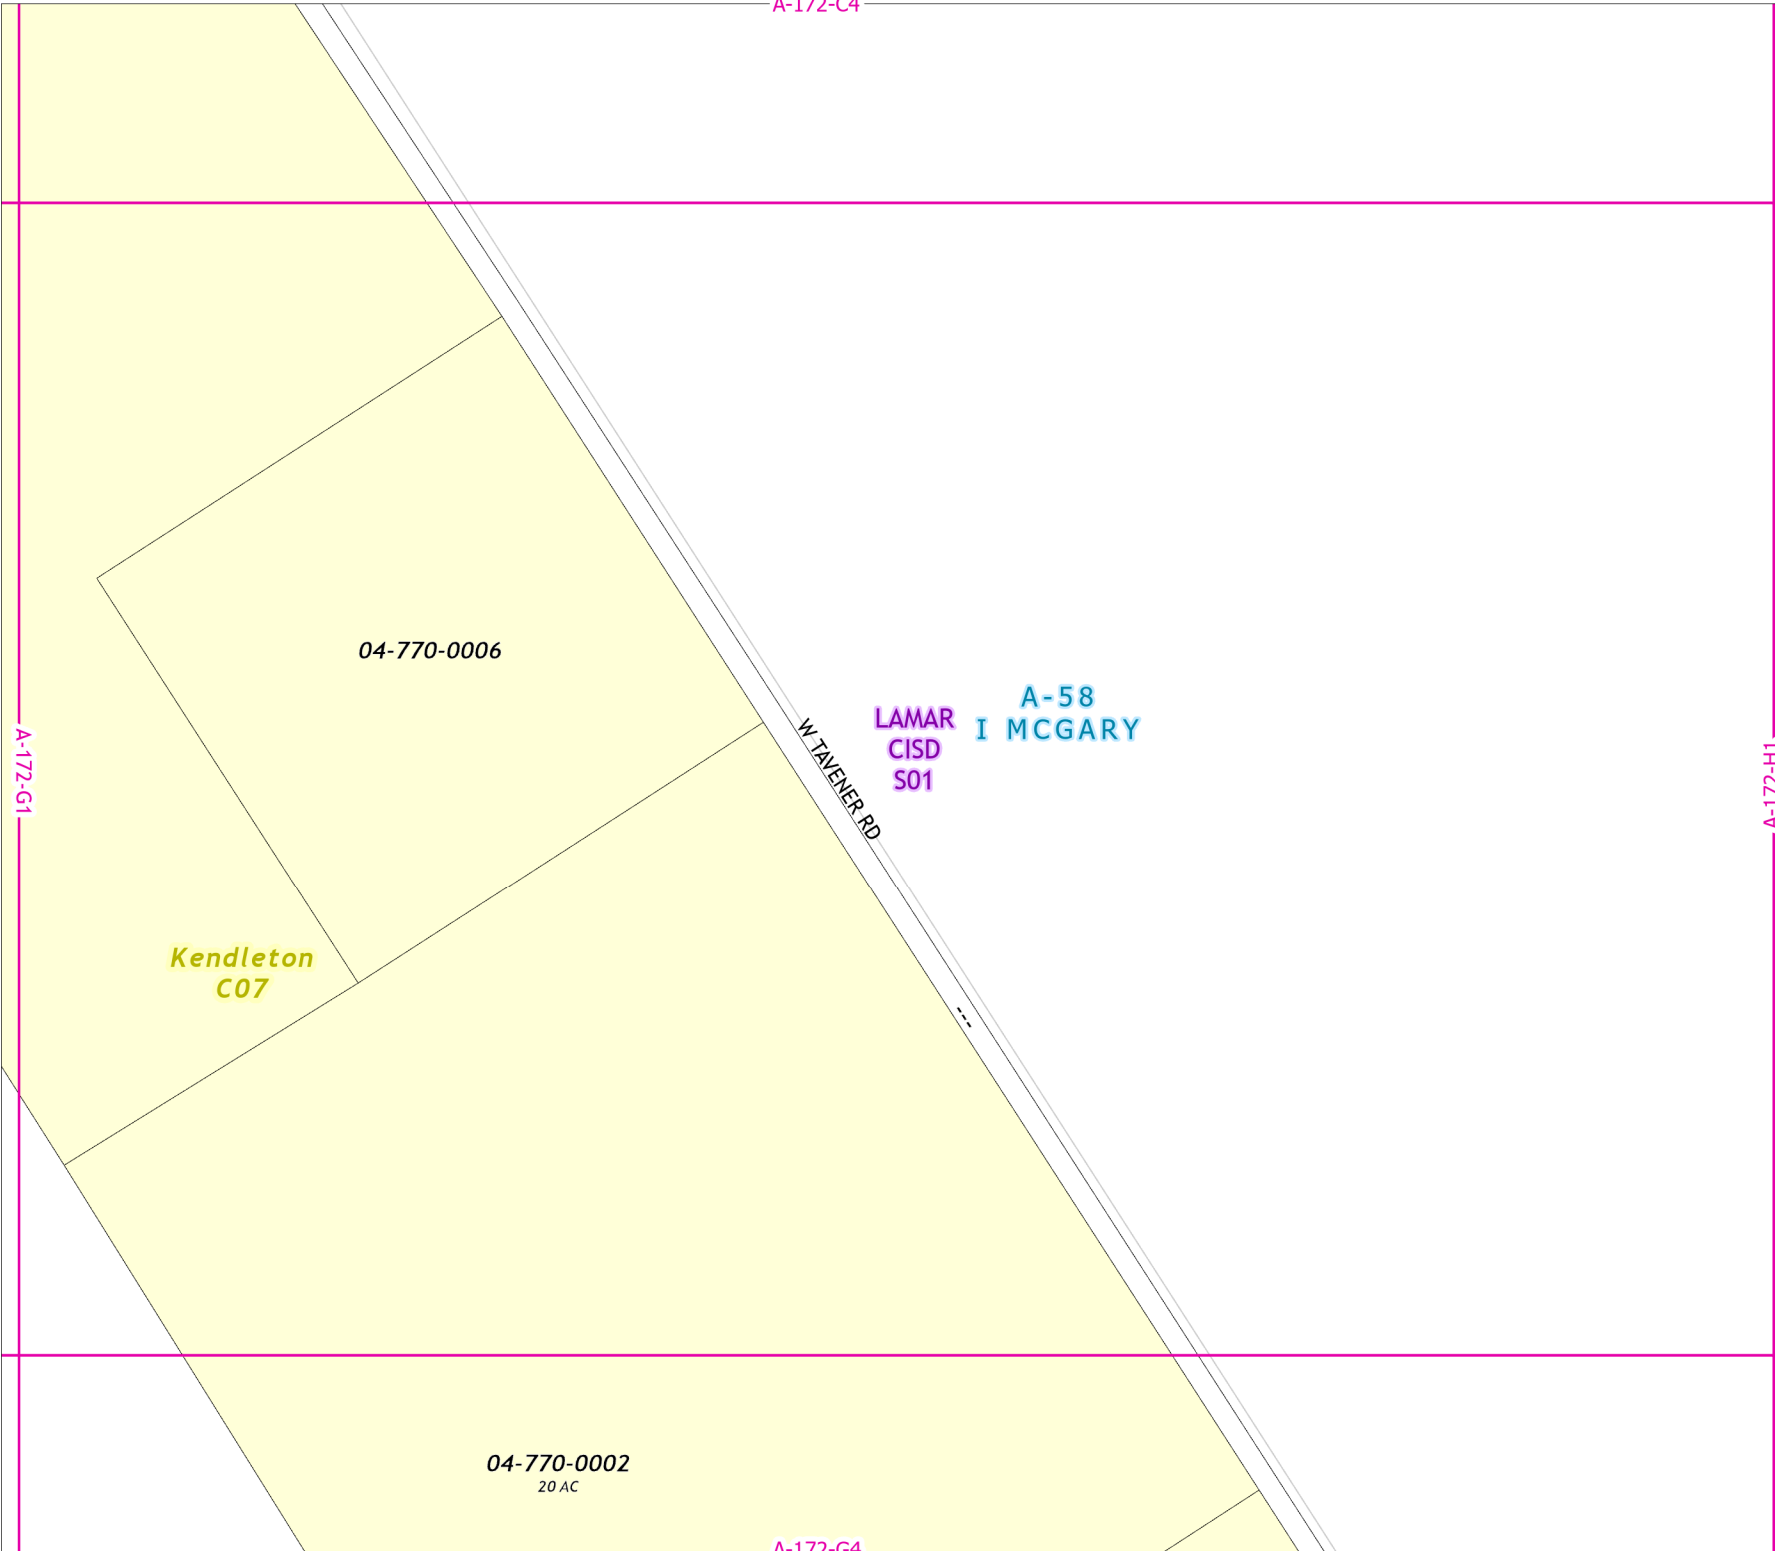 A-172-C4
04-770-0006
A-58
I MCGARY
LAMAR
CISD
S01
W TAVENER RD
A-172-G1
A-172-H1
Kendleton
C07
---
04-770-0002
20 AC
A-172-G4